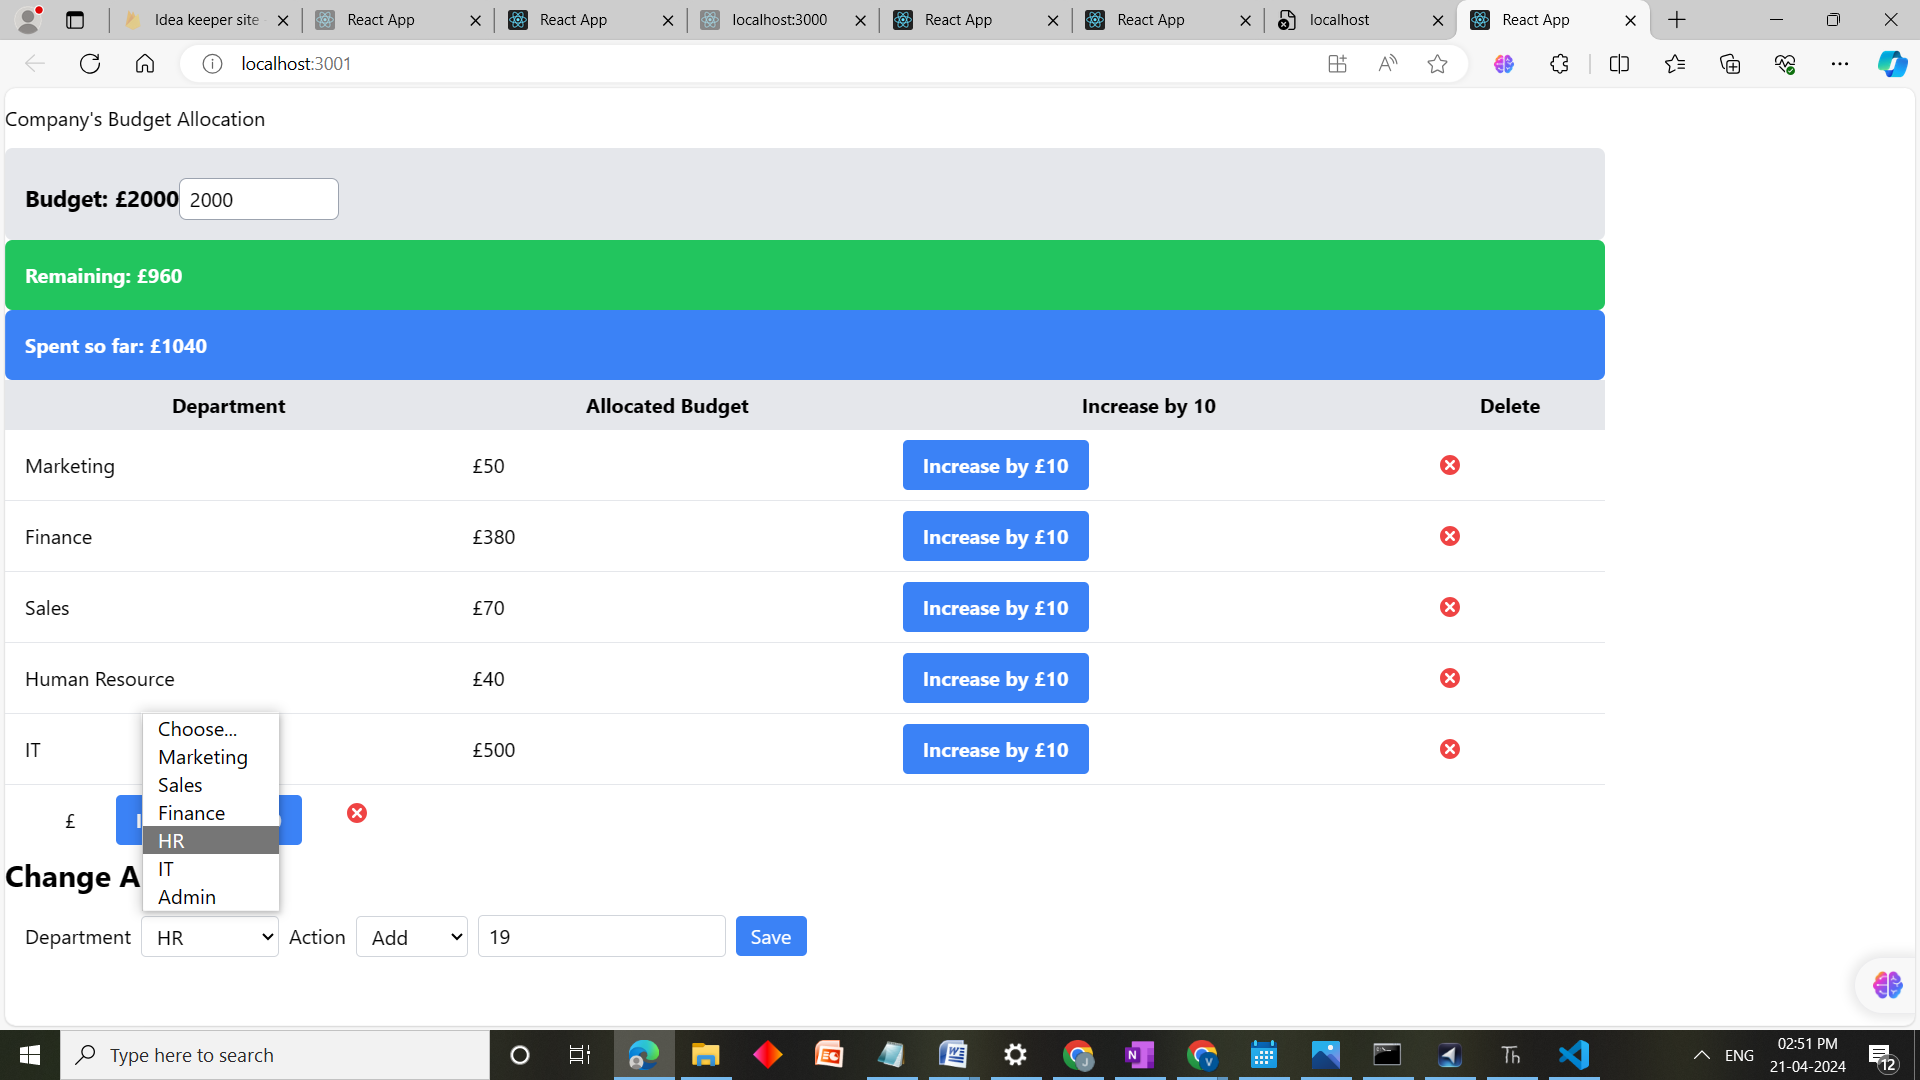 Idea keeper site
React App
React App
localhost:3000
React App
React App
localhost
React App
localhost:3001
Company's Budget Allocation
Budget: £2000 2000
Remaining: £960
Spent so far: £1040
Department Allocated Budget Increase by 10 Delete
Marketing £50 Increase by £10
Finance £380 Increase by £10
Sales £70 Increase by £10
Human Resource £40 Increase by £10
IT £500 Increase by £10
£
Choose...
Marketing
Sales
Finance
HR
IT
Admin
Change A
Department HR Action Add 19 Save
Type here to search
ENG
02:51 PM
21-04-2024
12